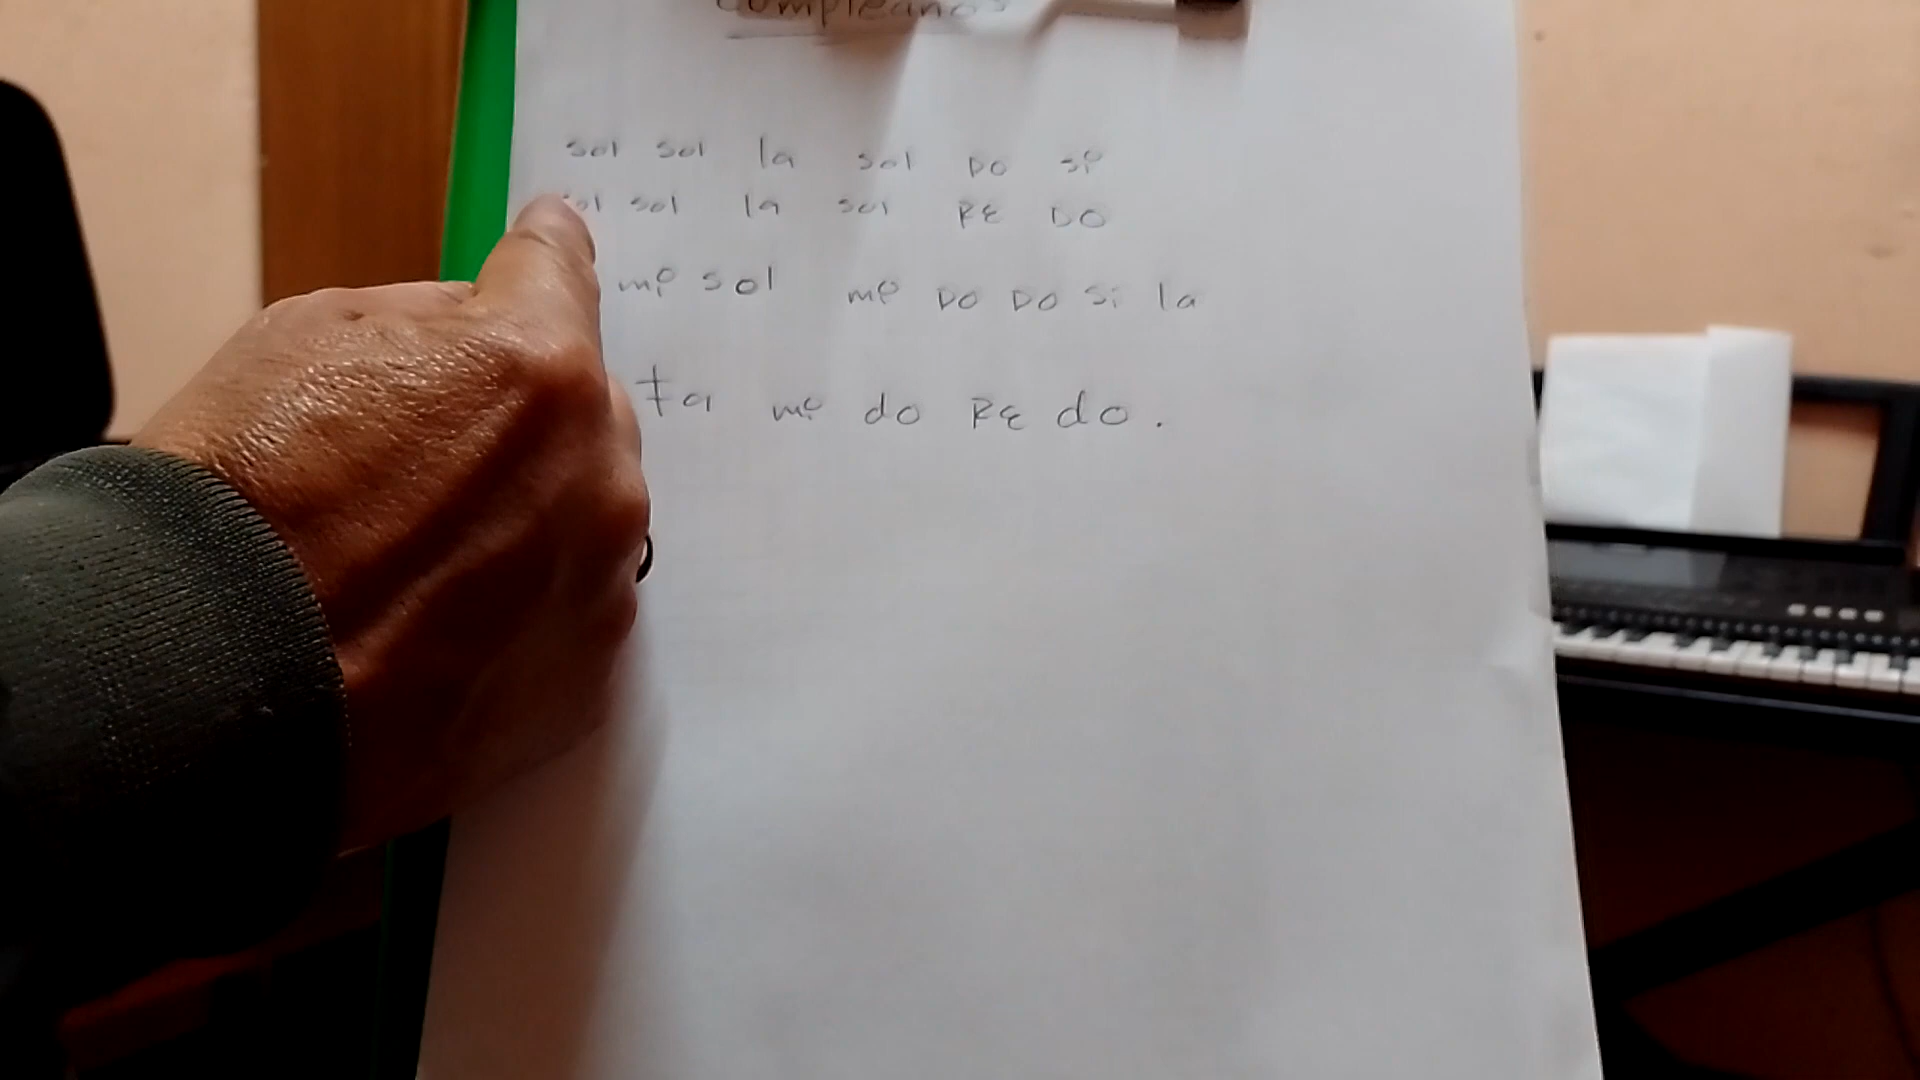 cumpleaños
sol sol la sol DO si
sol sol la sol RE DO
mi sol mi DO DO si la
fa mi do RE do.